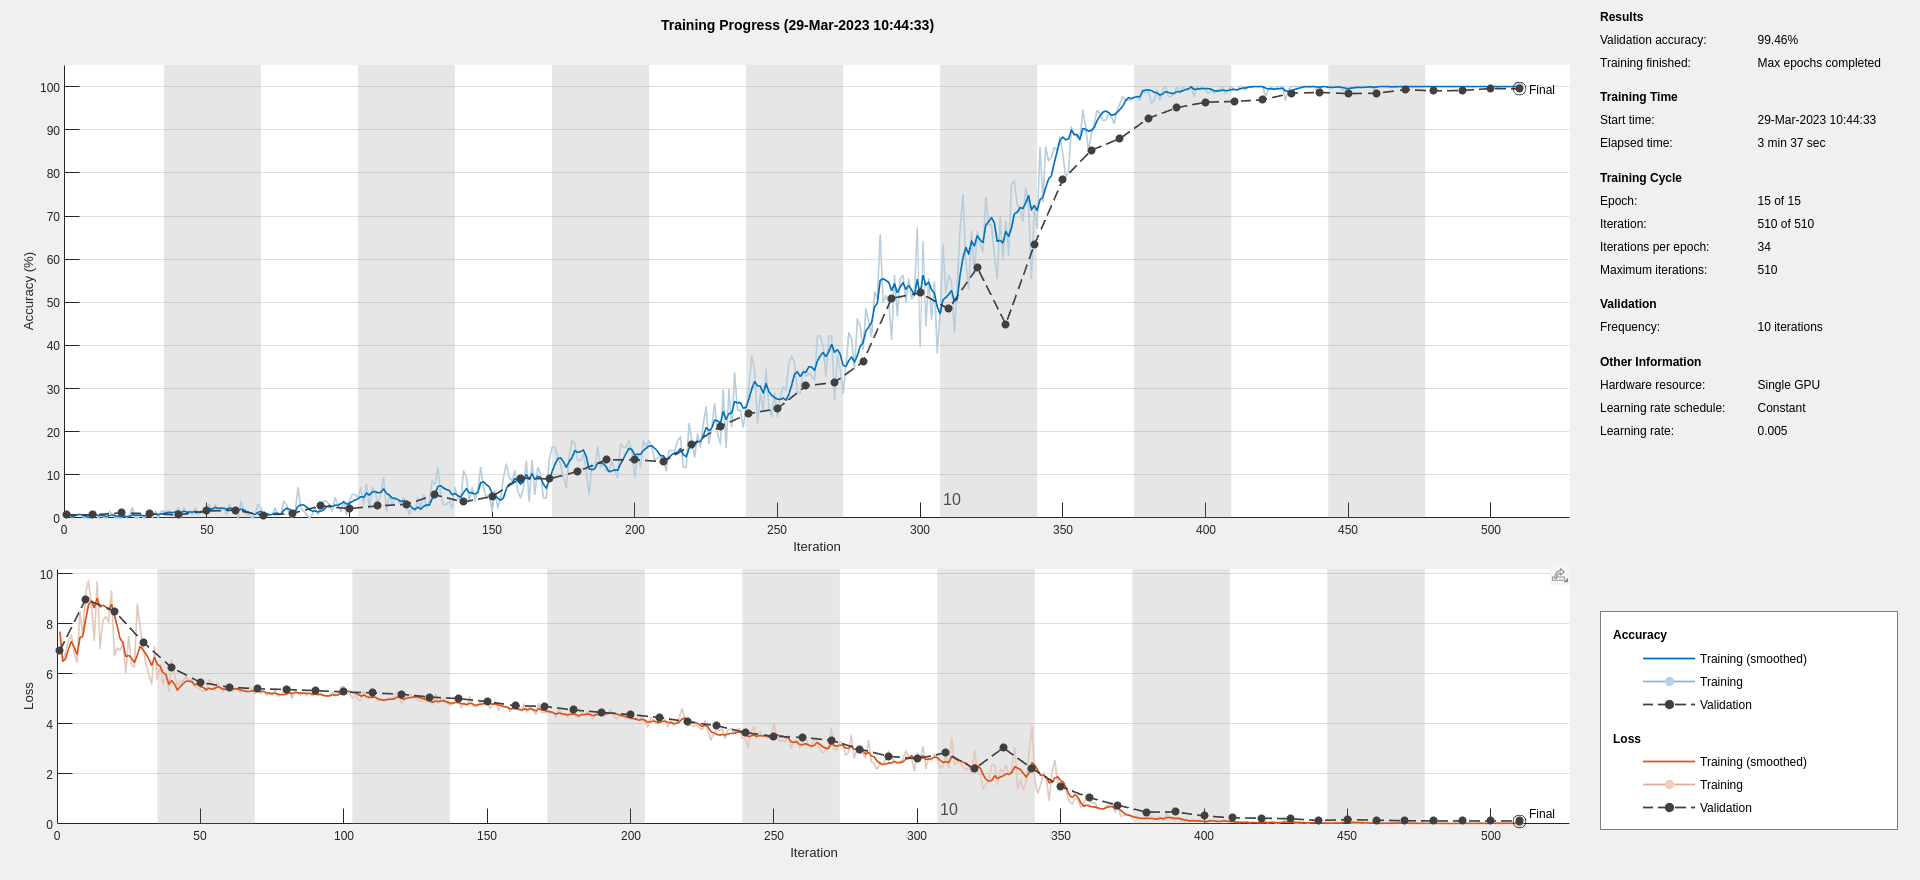 Training Progress (29-Mar-2023 10:44:33)
100
90
80
70
60
50
40
30
20
10
0
Accuracy (%)
Final
10
0 50 100 150 200 250 300 350 400 450 500
Iteration
10
8
6
4
2
0
Loss
Final
10
0 50 100 150 200 250 300 350 400 450 500
Iteration
Results
Validation accuracy: 99.46%
Training finished: Max epochs completed
Training Time
Start time: 29-Mar-2023 10:44:33
Elapsed time: 3 min 37 sec
Training Cycle
Epoch: 15 of 15
Iteration: 510 of 510
Iterations per epoch: 34
Maximum iterations: 510
Validation
Frequency: 10 iterations
Other Information
Hardware resource: Single GPU
Learning rate schedule: Constant
Learning rate: 0.005
Accuracy
Training (smoothed)
Training
Validation
Loss
Training (smoothed)
Training
Validation